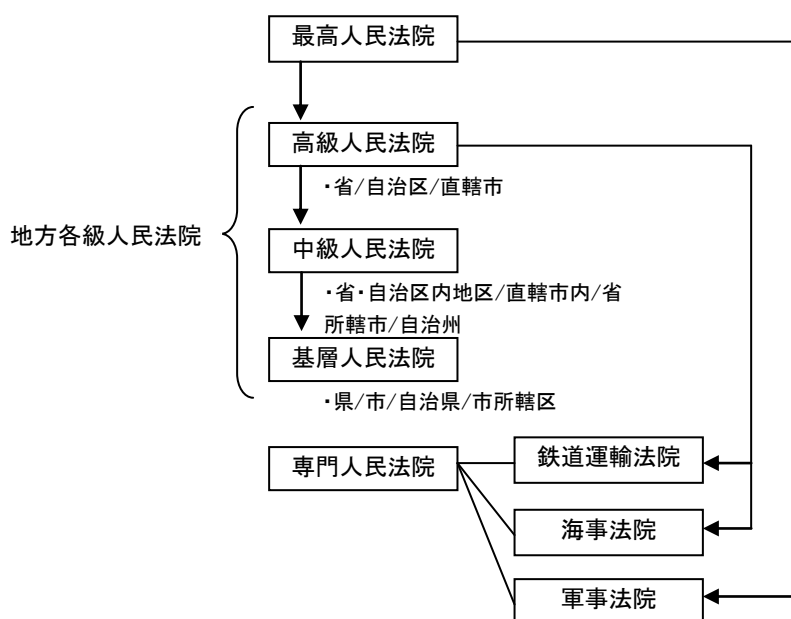 最高人民法院
高級人民法院
・省/自治区/直轄市
地方各級人民法院
中級人民法院
・省・自治区内地区/直轄市内/省
所轄市/自治州
基層人民法院
・県/市/自治県/市所轄区
専門人民法院
鉄道運輸法院
海事法院
軍事法院